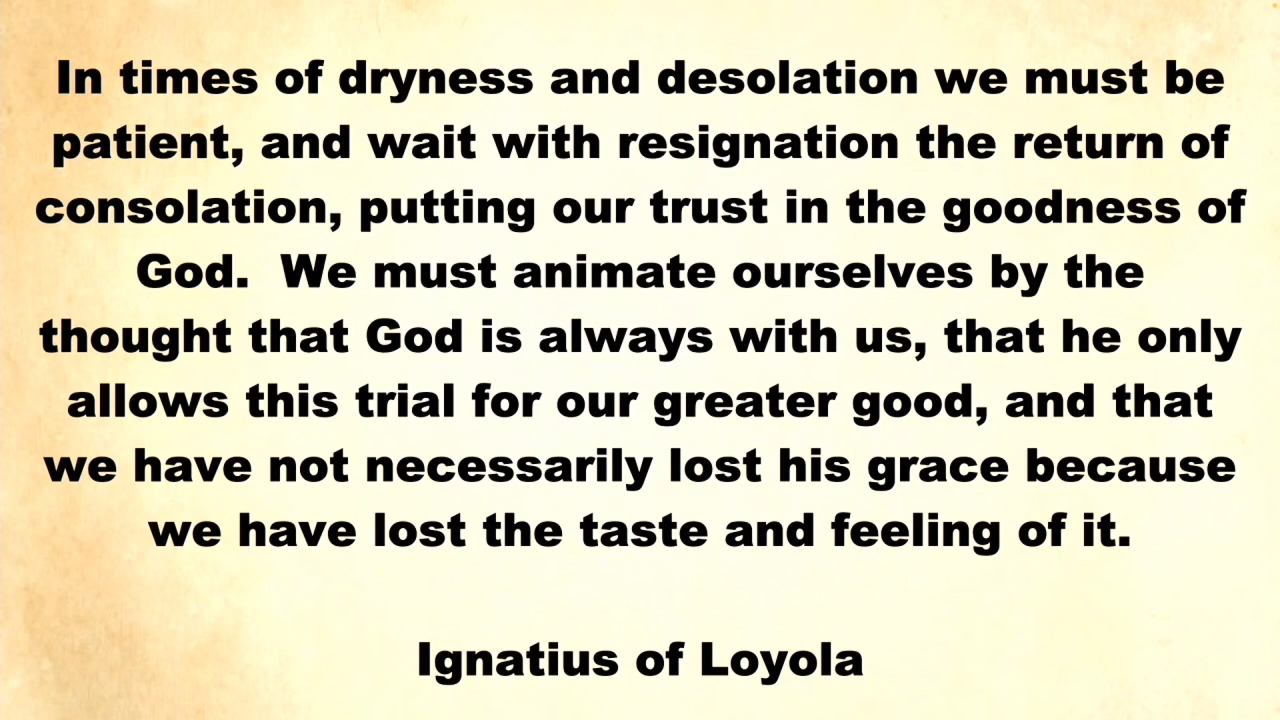 In times of dryness and desolation we must be
patient, and wait with resignation the return of
consolation, putting our trust in the goodness of
God.  We must animate ourselves by the
thought that God is always with us, that he only
allows this trial for our greater good, and that
we have not necessarily lost his grace because
we have lost the taste and feeling of it.
Ignatius of Loyola